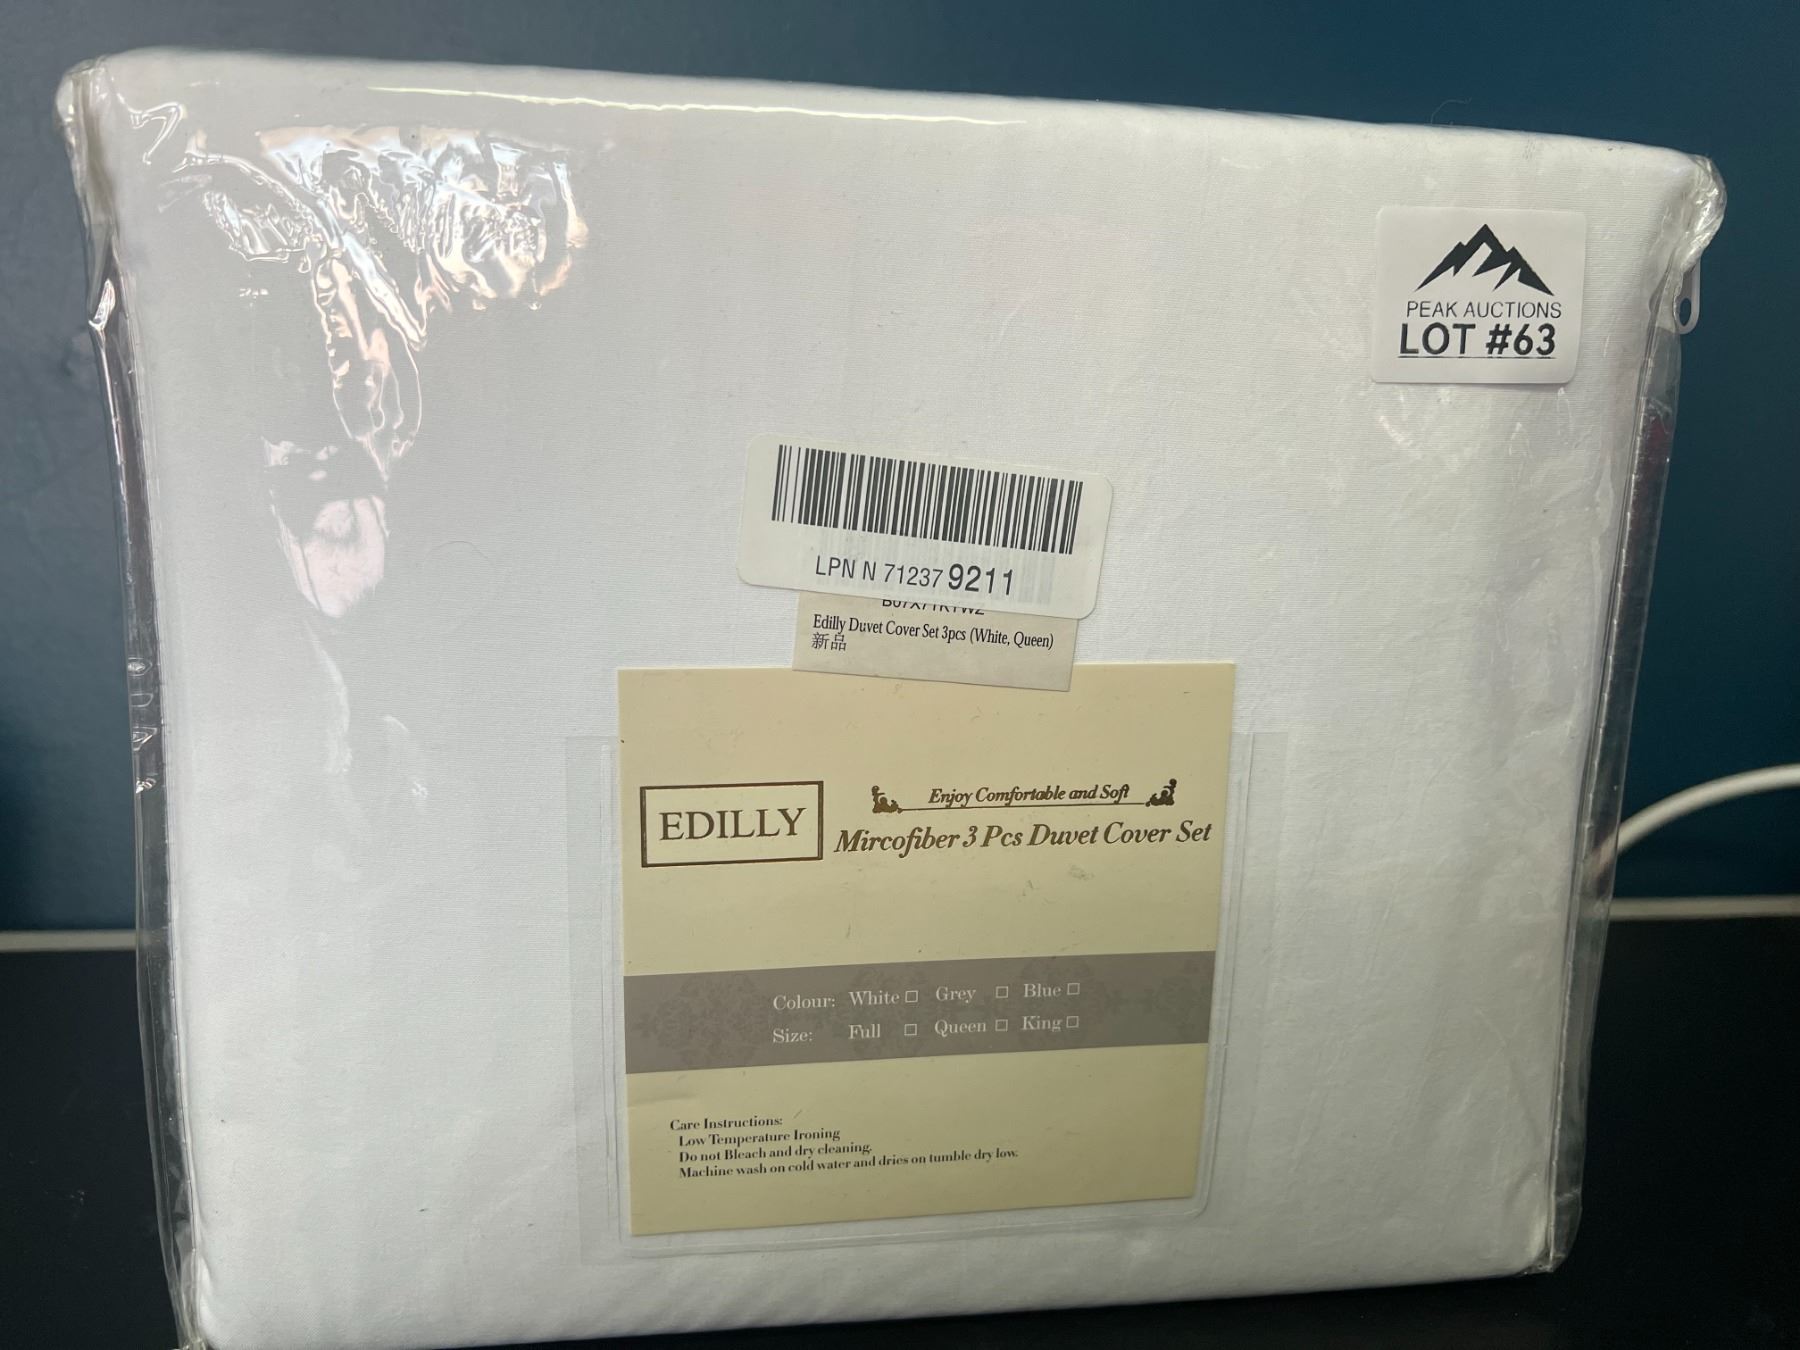 PEAK AUCTIONS
LOT #63
LPN N 712379211
Edilly Duvet Cover Set 3pcs (White, Queen)
新品
EDILLY
Enjoy Comfortable and Soft
Mircofiber 3 Pcs Duvet Cover Set
Colour: White □ Grey □ Blue □
Size: Full □ Queen □ King □
Care Instructions:
Low Temperature Ironing
Do not Bleach and dry cleaning.
Machine wash on cold water and dries on tumble dry low.